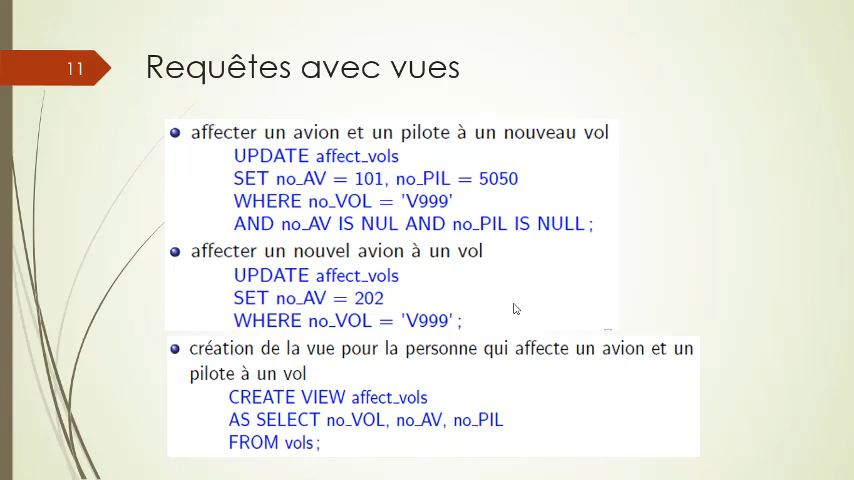 11
Requêtes avec vues
affecter un avion et un pilote à un nouveau vol
UPDATE affect_vols
SET no_AV = 101, no_PIL = 5050
WHERE no_VOL = 'V999'
AND no_AV IS NUL AND no_PIL IS NULL ;
affecter un nouvel avion à un vol
UPDATE affect_vols
SET no_AV = 202
WHERE no_VOL = 'V999' ;
création de la vue pour la personne qui affecte un avion et un
pilote à un vol
CREATE VIEW affect_vols
AS SELECT no_VOL, no_AV, no_PIL
FROM vols ;